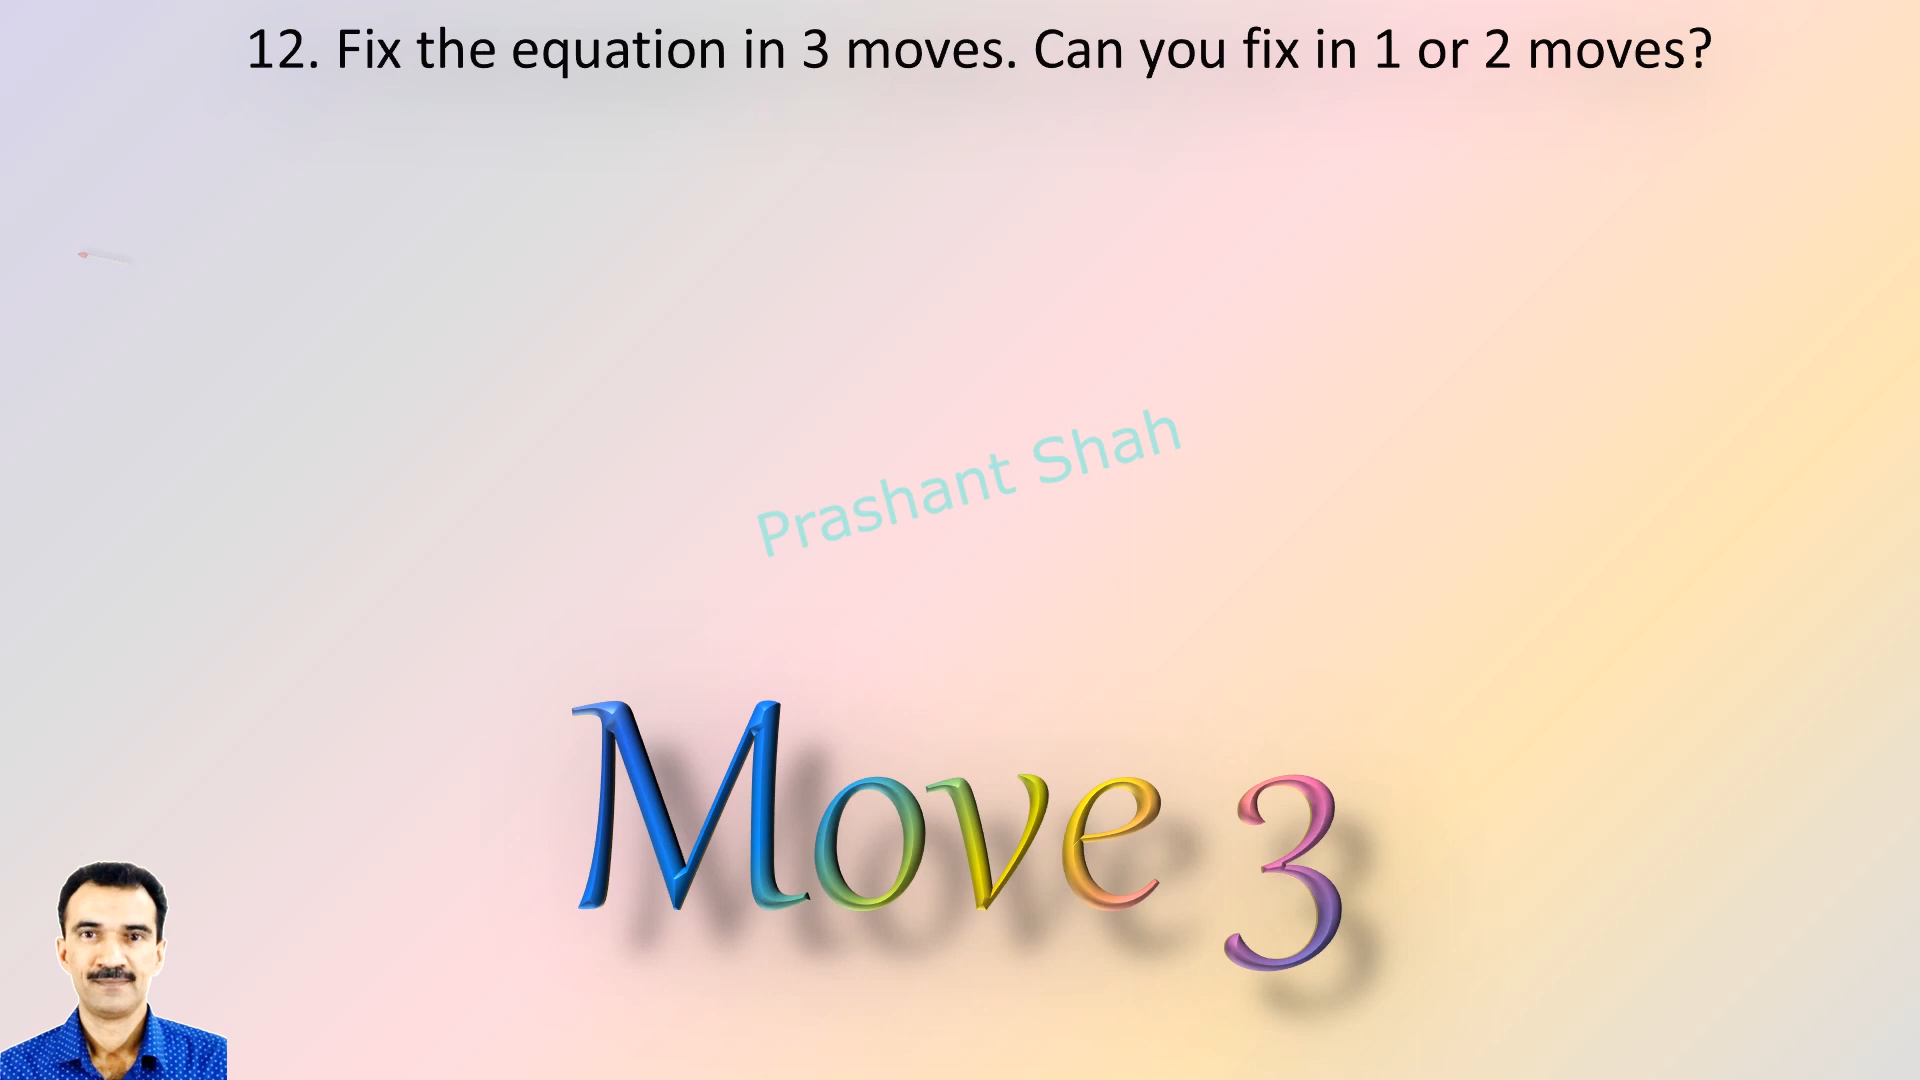 12. Fix the equation in 3 moves. Can you fix in 1 or 2 moves?
Prashant Shah
Move 3